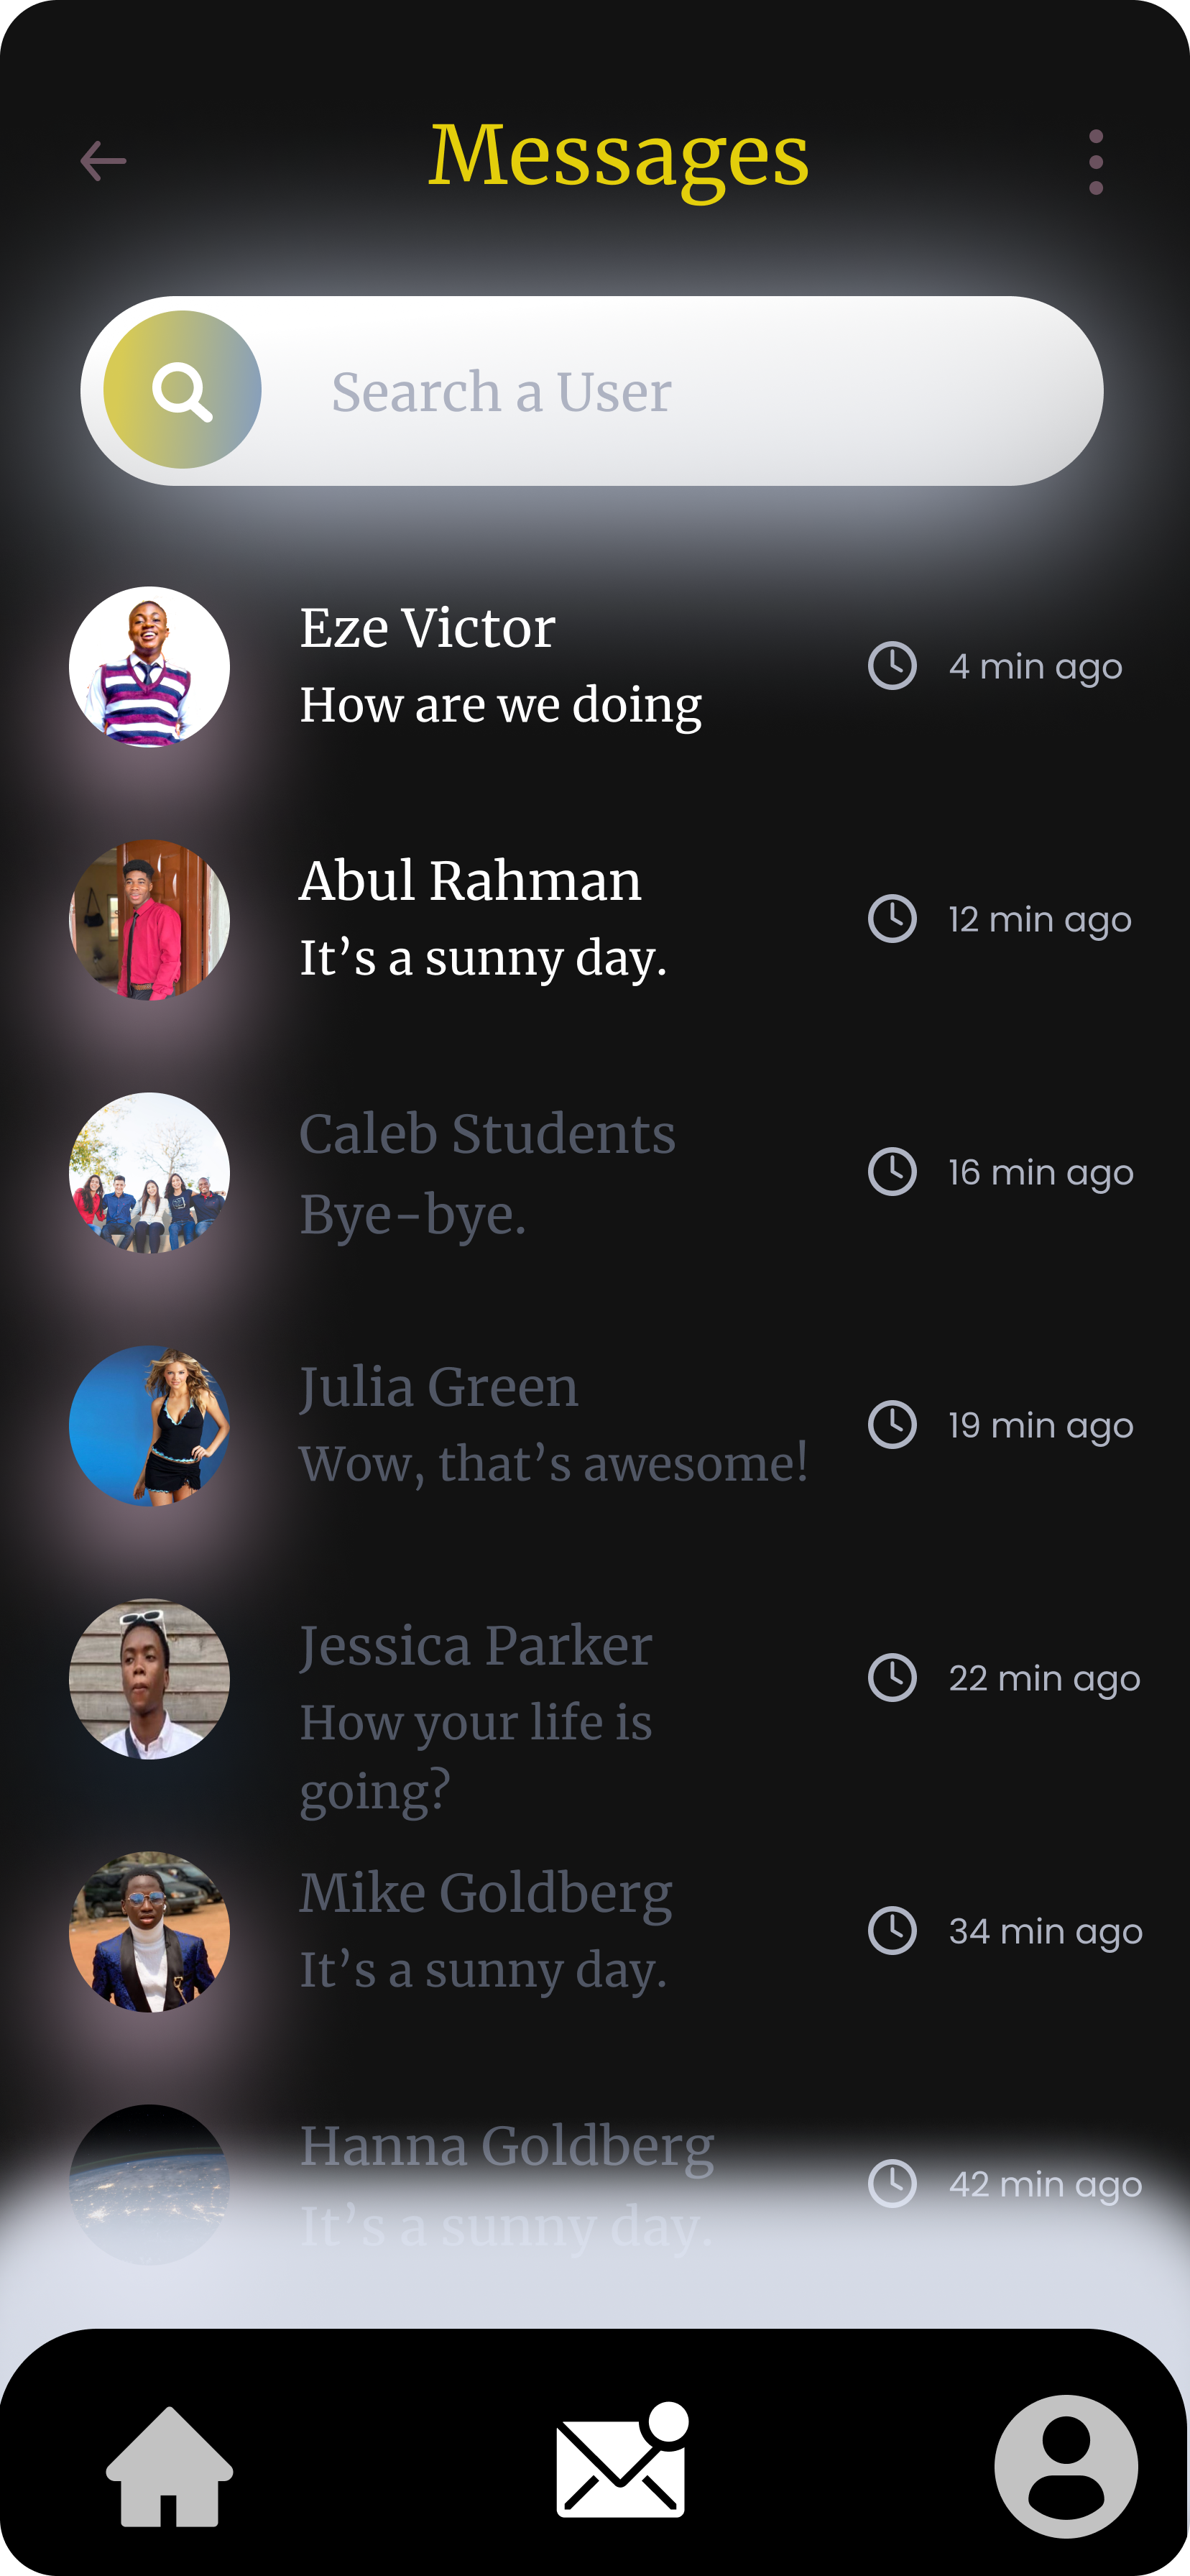 Messages
Search a User
Eze Victor
How are we doing
4 min ago
Abul Rahman
It’s a sunny day.
12 min ago
Caleb Students
Bye-bye.
16 min ago
Julia Green
Wow, that’s awesome!
19 min ago
Jessica Parker
How your life is
going?
22 min ago
Mike Goldberg
It’s a sunny day.
34 min ago
Hanna Goldberg
It’s a sunny day.
42 min ago